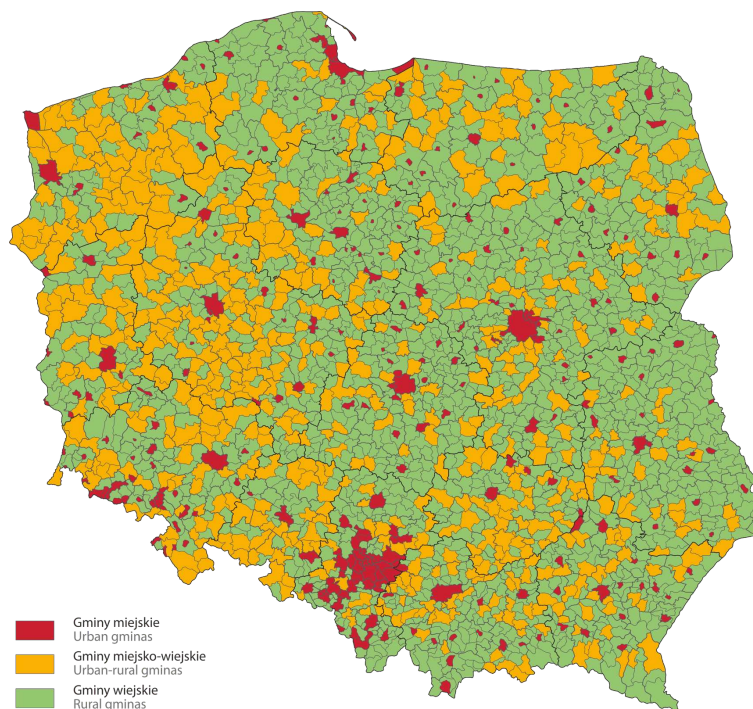 Gminy miejskie
Urban gminas
Gminy miejsko-wiejskie
Urban-rural gminas
Gminy wiejskie
Rural gminas